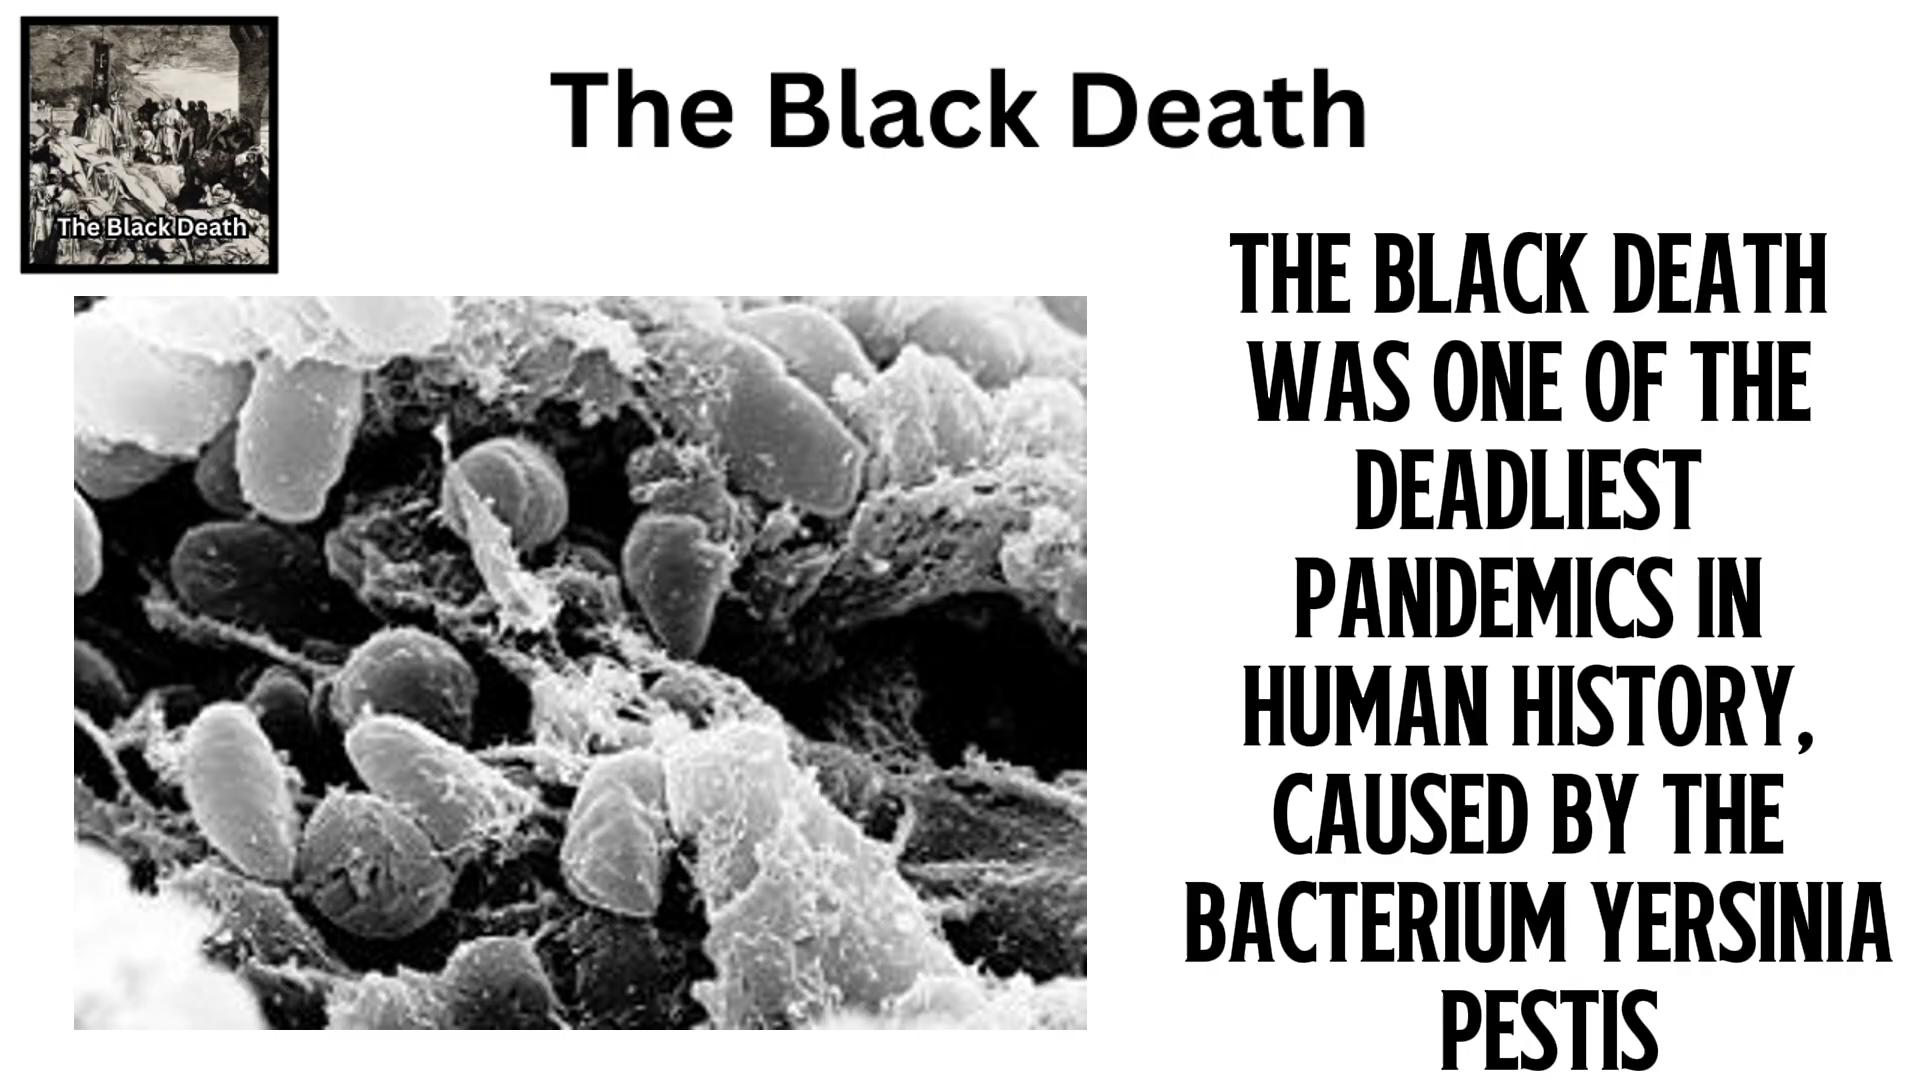 The Black Death
The Black Death
THE BLACK DEATH
WAS ONE OF THE
DEADLIEST
PANDEMICS IN
HUMAN HISTORY,
CAUSED BY THE
BACTERIUM YERSINIA
PESTIS